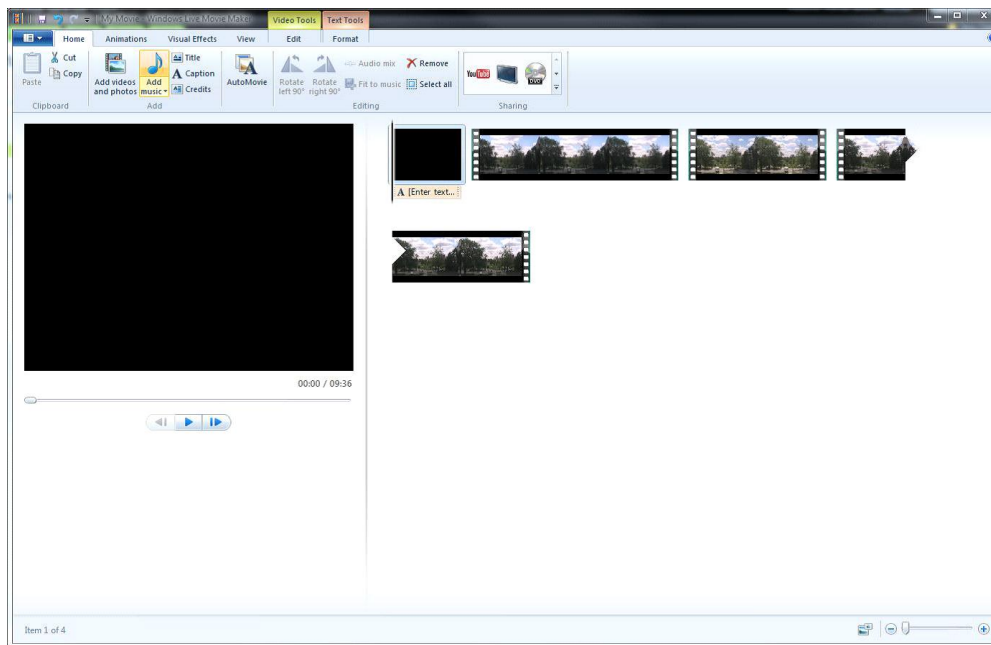 My Movie - Windows Live Movie Maker
Video Tools
Text Tools
Home
Animations
Visual Effects
View
Edit
Format
Paste
Cut
Copy
Clipboard
Add videos
and photos
Add
music
Title
Caption
Credits
Add
AutoMovie
Rotate
left 90°
Rotate
right 90°
Audio mix
Fit to music
Remove
Select all
Editing
You Tube
DVD
Sharing
A [Enter text...
00:00 / 09:36
Item 1 of 4